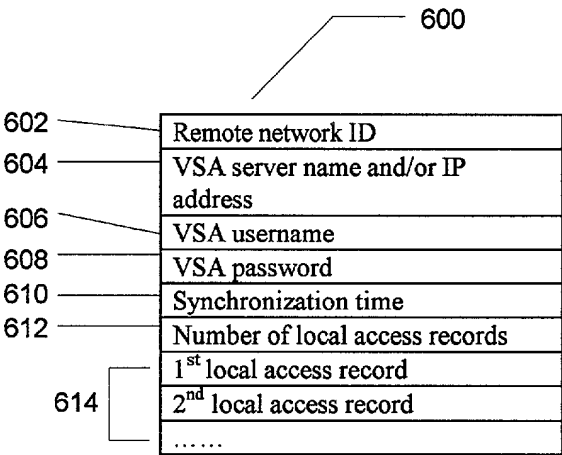 600
602 Remote network ID
604 VSA server name and/or IP
address
606 VSA username
608 VSA password
610 Synchronization time
612 Number of local access records
1st local access record
614 2nd local access record
......